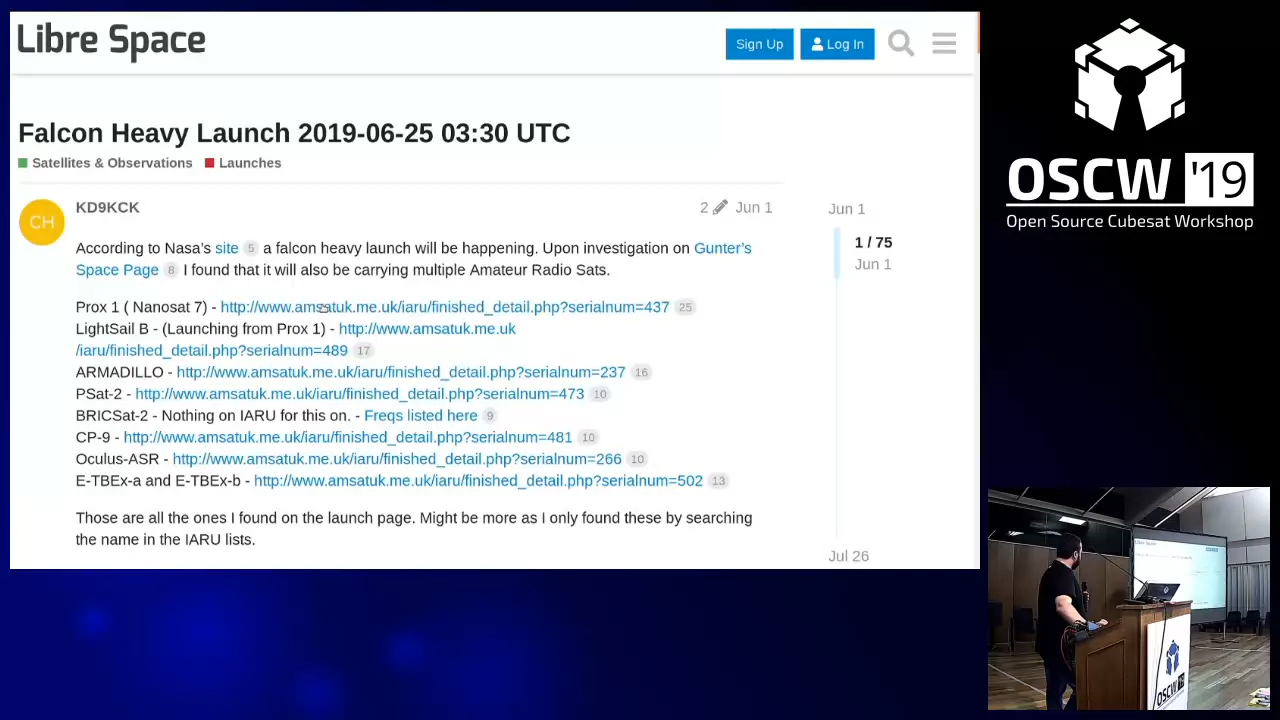 Libre Space
Sign Up
Log In
Falcon Heavy Launch 2019-06-25 03:30 UTC
Satellites & Observations Launches
CH
KD9KCK
2 Jun 1
According to Nasa's site 5 a falcon heavy launch will be happening. Upon investigation on Gunter's
Space Page 8 I found that it will also be carrying multiple Amateur Radio Sats.
Prox 1 ( Nanosat 7) - http://www.amsatuk.me.uk/iaru/finished_detail.php?serialnum=437 25
LightSail B - (Launching from Prox 1) - http://www.amsatuk.me.uk
/iaru/finished_detail.php?serialnum=489 17
ARMADILLO - http://www.amsatuk.me.uk/iaru/finished_detail.php?serialnum=237 16
PSat-2 - http://www.amsatuk.me.uk/iaru/finished_detail.php?serialnum=473 10
BRICSat-2 - Nothing on IARU for this on. - Freqs listed here 9
CP-9 - http://www.amsatuk.me.uk/iaru/finished_detail.php?serialnum=481 10
Oculus-ASR - http://www.amsatuk.me.uk/iaru/finished_detail.php?serialnum=266 10
E-TBEx-a and E-TBEx-b - http://www.amsatuk.me.uk/iaru/finished_detail.php?serialnum=502 13
Those are all the ones I found on the launch page. Might be more as I only found these by searching
the name in the IARU lists.
Jun 1
1 / 75
Jun 1
Jul 26
OSCW '19
Open Source Cubesat Workshop
OSCW